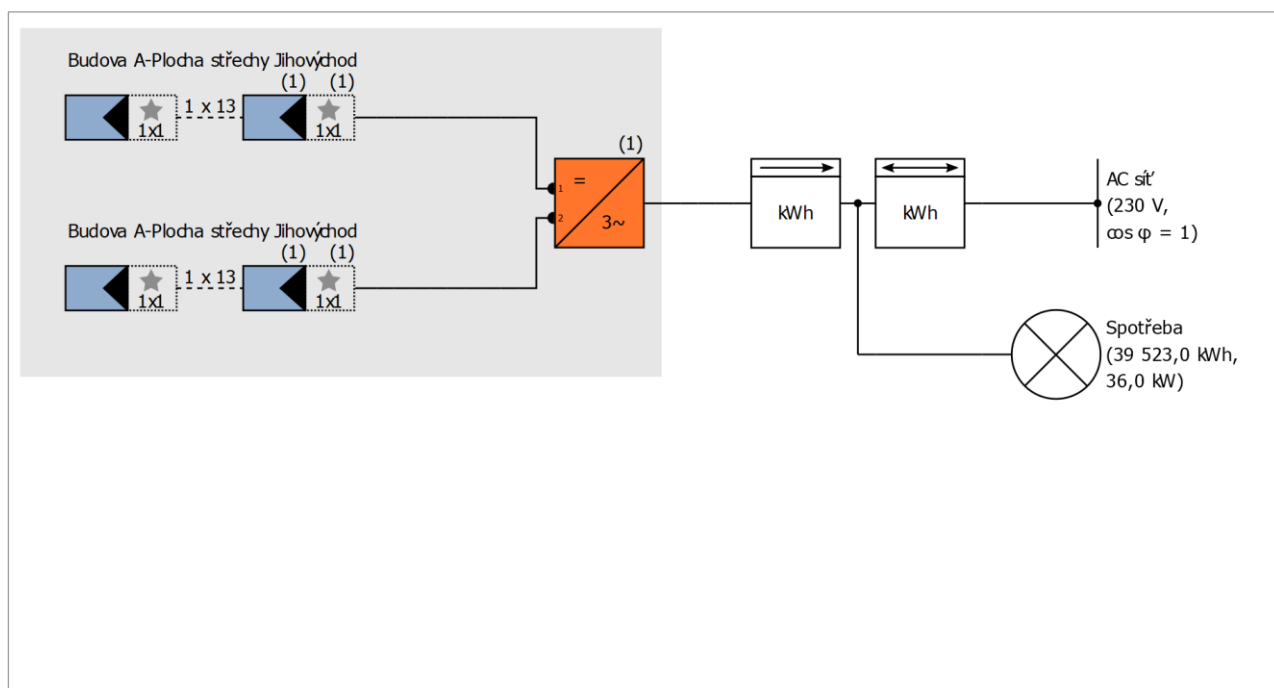 Budova A-Plocha střechy Jihovýchod
(1) (1)
1 x 13
1x1 1x1
(1)
1 =
2
3~
Budova A-Plocha střechy Jihovýchod
(1) (1)
1 x 13
1x1 1x1
kWh kWh
AC síť
(230 V,
cos φ = 1)
Spotřeba
(39 523,0 kWh,
36,0 kW)